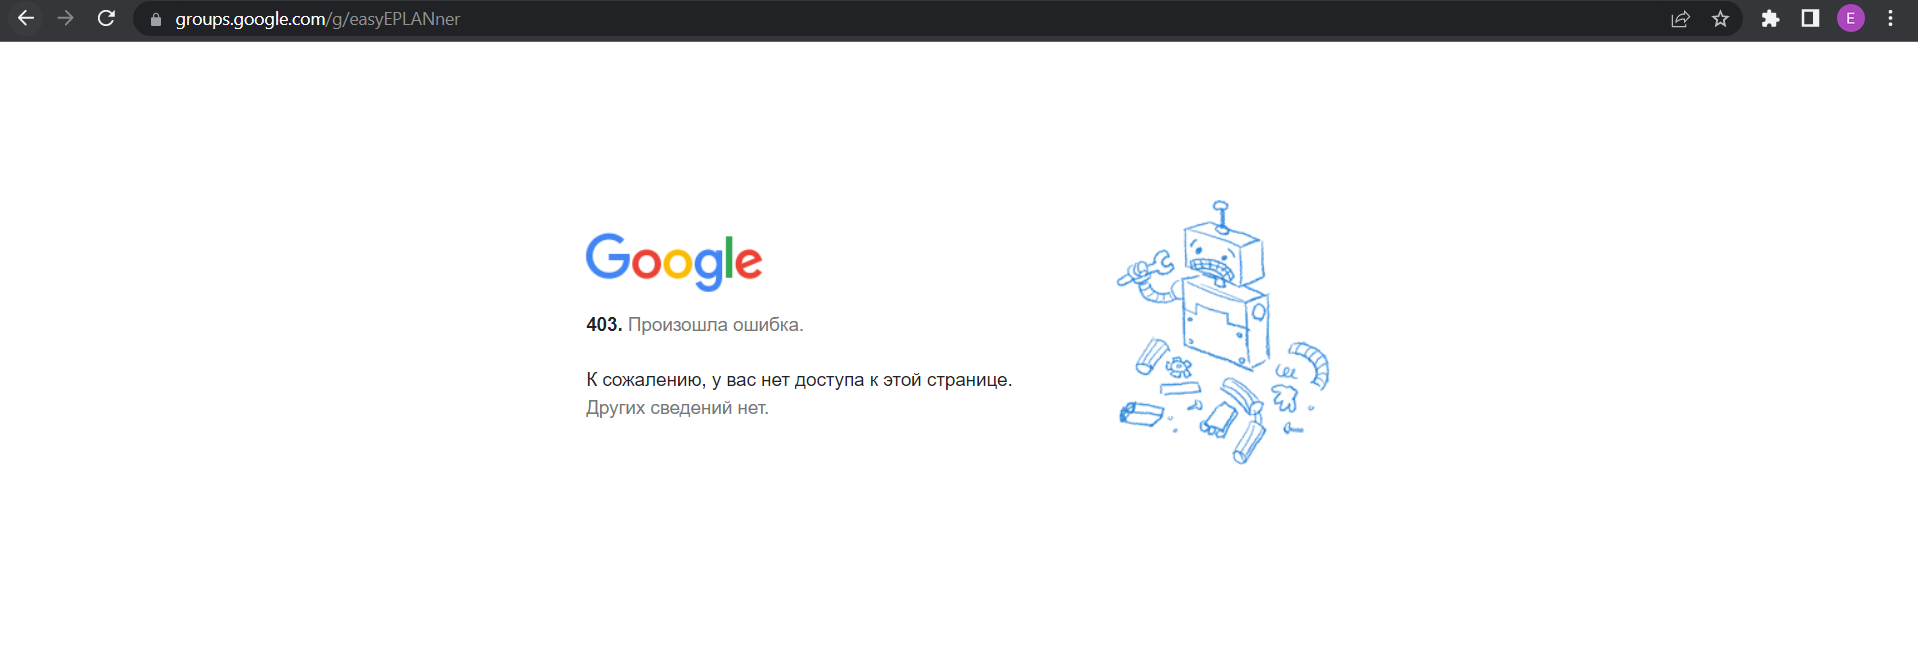 groups.google.com/g/easyEPLANner
E
Google
403. Произошла ошибка.
К сожалению, у вас нет доступа к этой странице.
Других сведений нет.